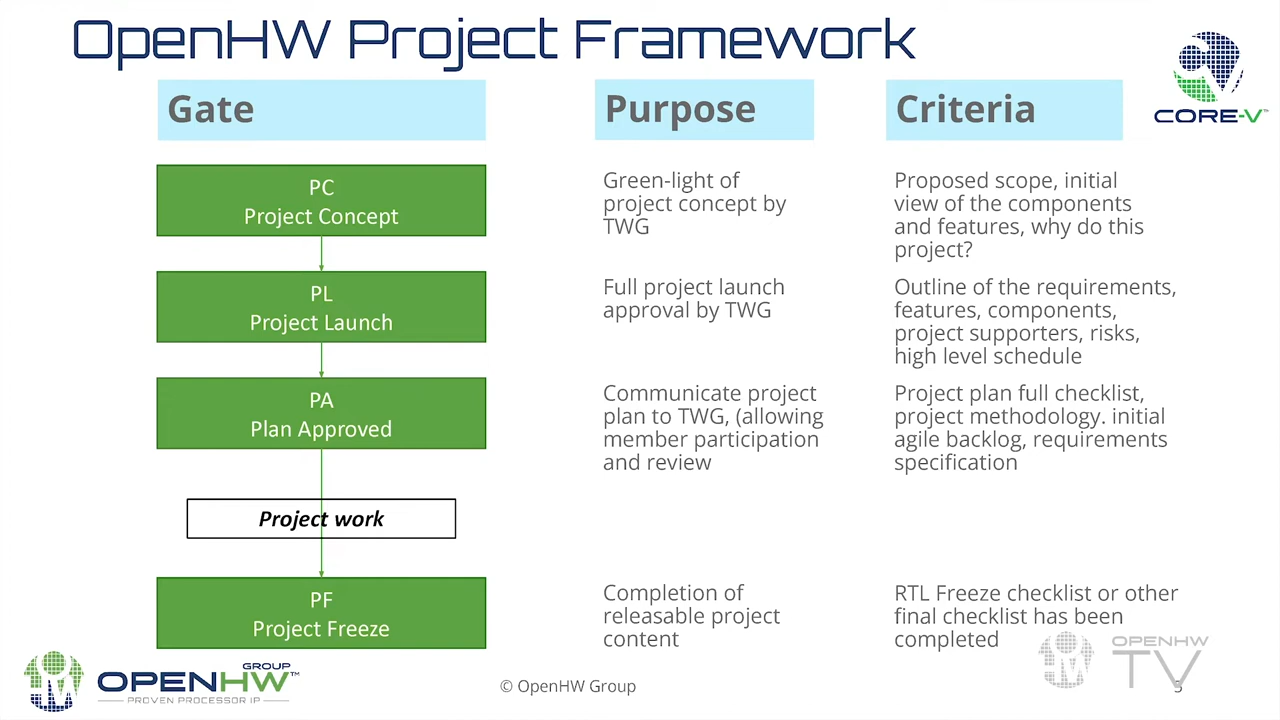 OpenHW Project Framework
CORE-V™
Gate
Purpose
Criteria
PC
Project Concept
Green-light of
project concept by
TWG
Proposed scope, initial
view of the components
and features, why do this
project?
PL
Project Launch
Full project launch
approval by TWG
Outline of the requirements,
features, components,
project supporters, risks,
high level schedule
PA
Plan Approved
Communicate project
plan to TWG, (allowing
member participation
and review
Project plan full checklist,
project methodology. initial
agile backlog, requirements
specification
Project work
PF
Project Freeze
Completion of
releasable project
content
RTL Freeze checklist or other
final checklist has been
completed
GROUP
OPENHW™
PROVEN PROCESSOR IP
© OpenHW Group
OPENHW
TV
5